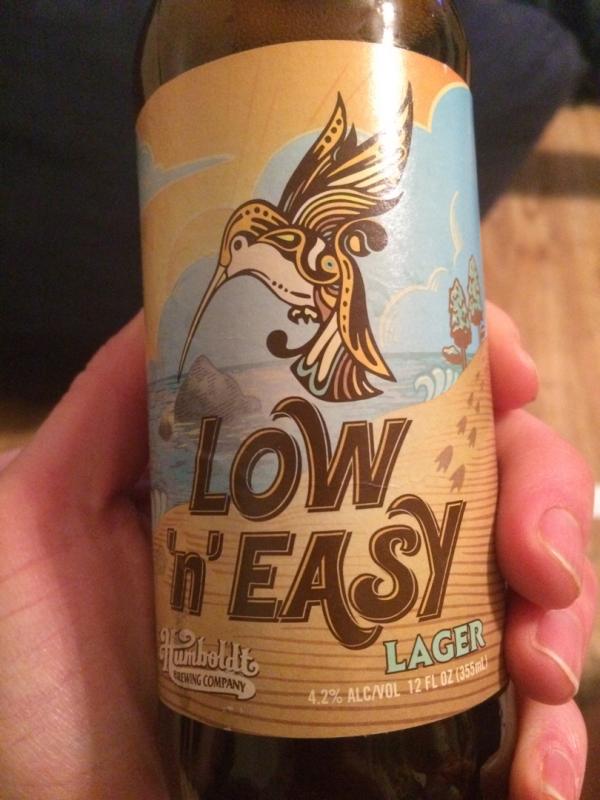 LOW
'n' EASY
LAGER
Humboldt
BREWING COMPANY
4.2% ALC/VOL 12 FL OZ (355mL)